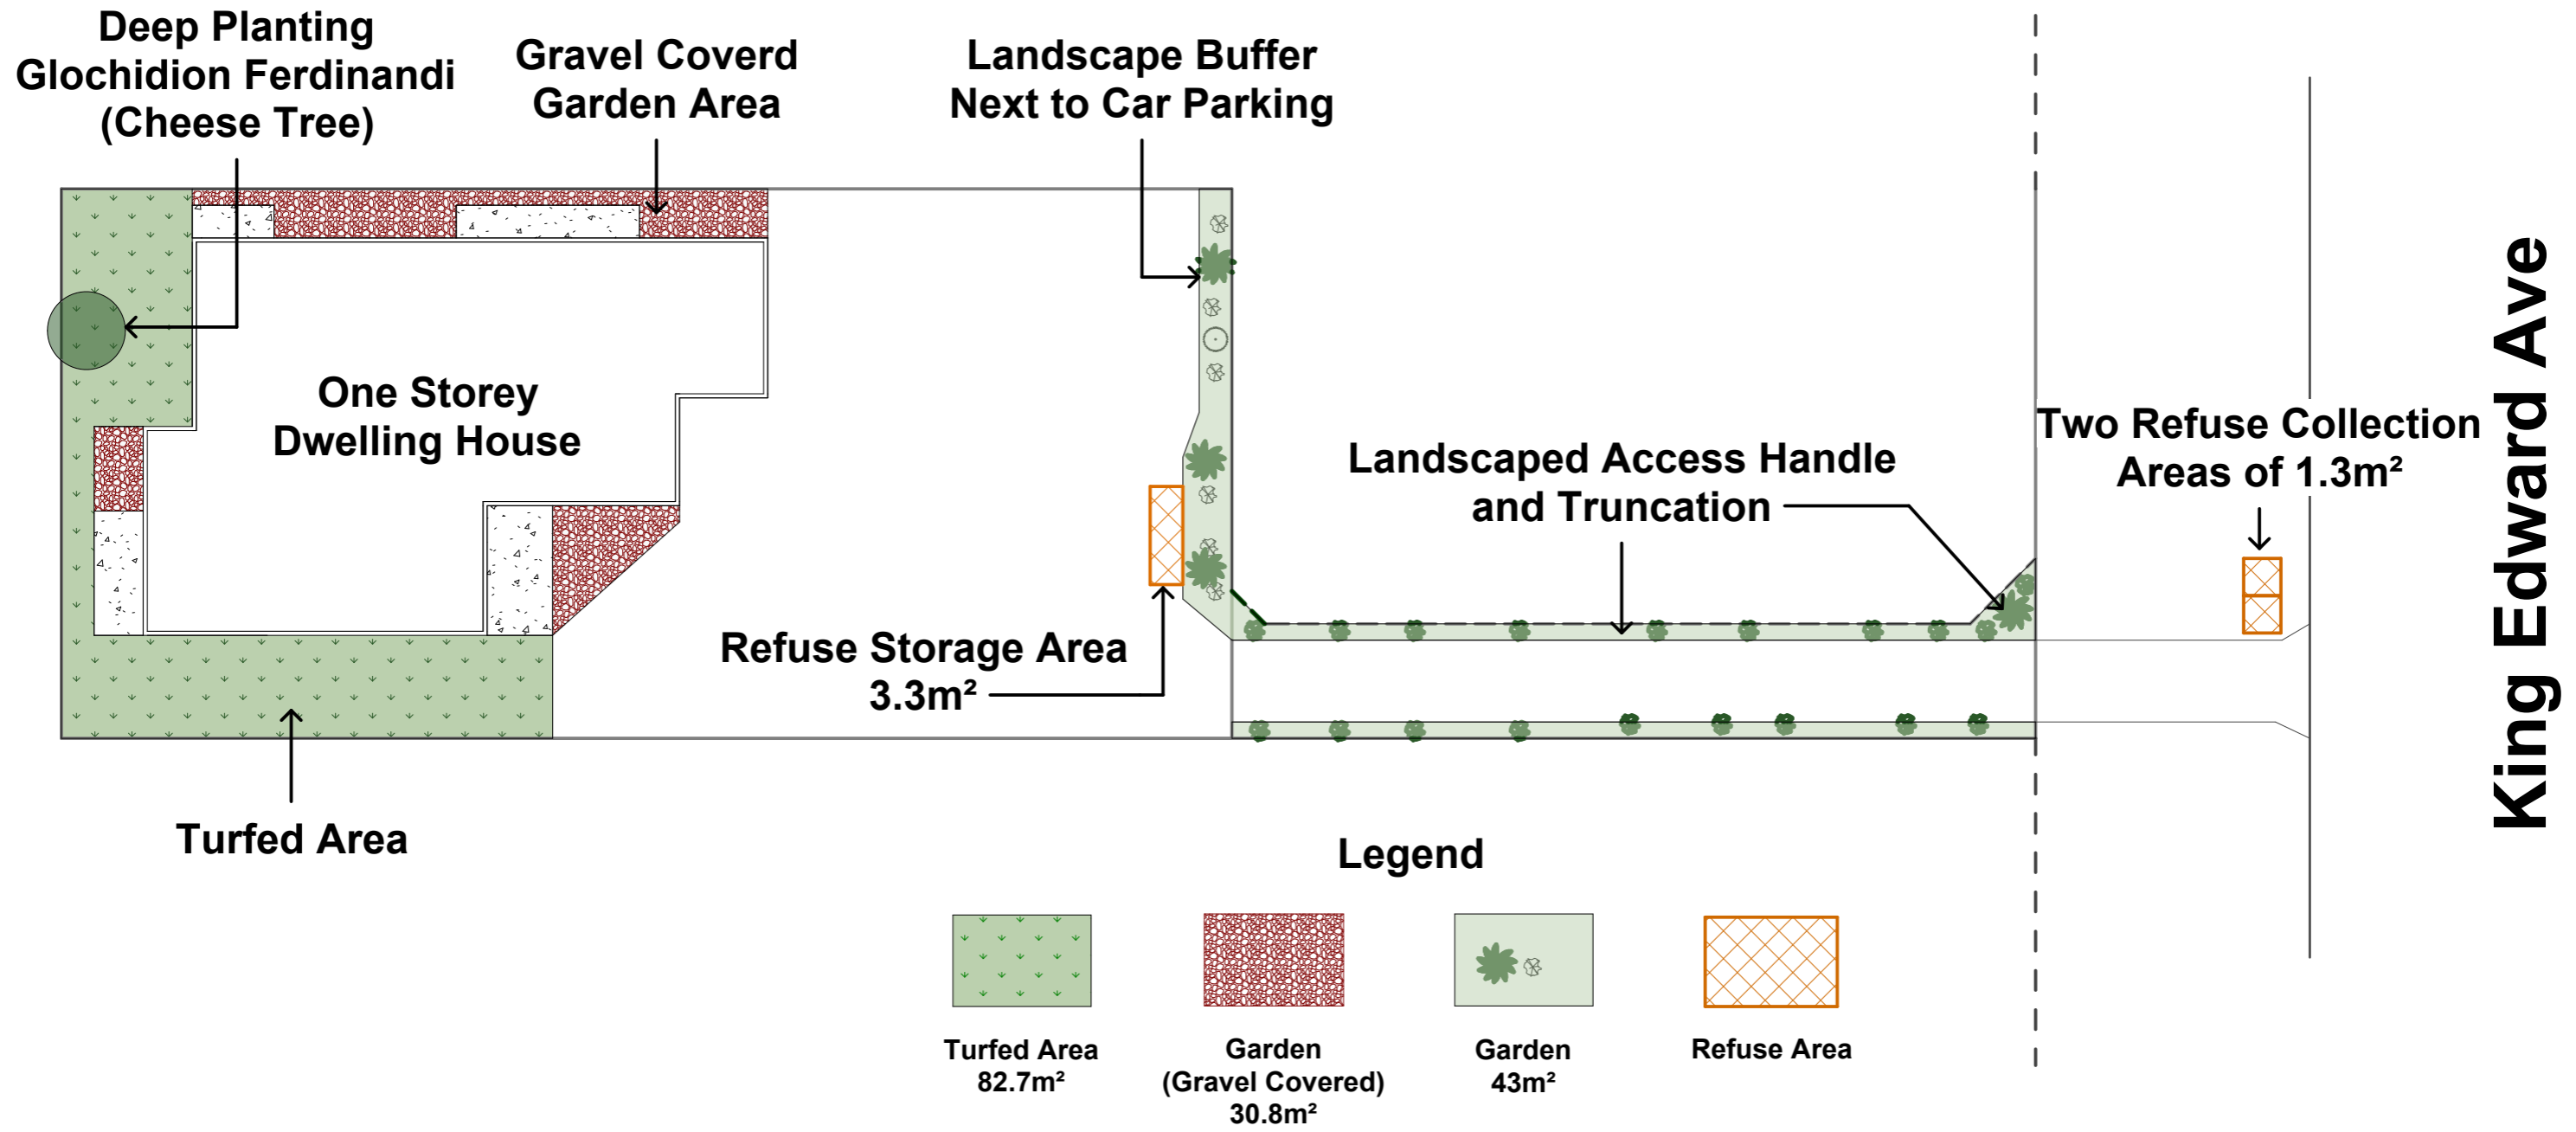 Deep Planting
Glochidion Ferdinandi
(Cheese Tree)
Gravel Coverd
Garden Area
Landscape Buffer
Next to Car Parking
One Storey
Dwelling House
Landscaped Access Handle
and Truncation
Two Refuse Collection
Areas of 1.3m²
King Edward Ave
Refuse Storage Area
3.3m²
Turfed Area
Legend
Turfed Area
82.7m²
Garden
(Gravel Covered)
30.8m²
Garden
43m²
Refuse Area